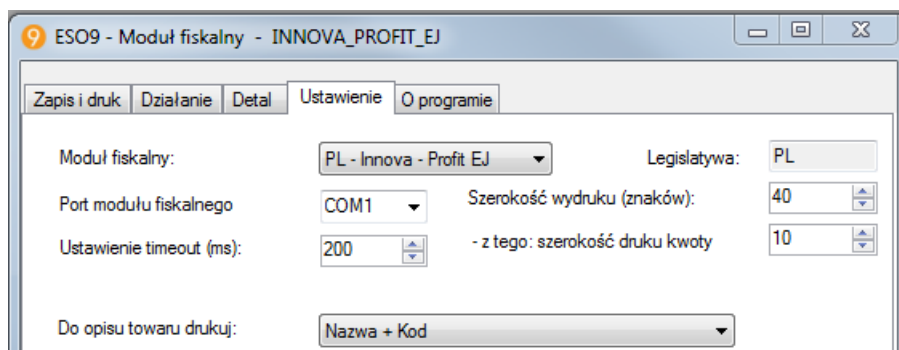 9 ESO9 - Moduł fiskalny - INNOVA_PROFIT_EJ
Zapis i druk Działanie Detal Ustawienie O programie
Moduł fiskalny: PL - Innova - Profit EJ Legislatywa: PL
Port modułu fiskalnego COM1 Szerokość wydruku (znaków): 40
Ustawienie timeout (ms): 200 - z tego: szerokość druku kwoty 10
Do opisu towaru drukuj: Nazwa + Kod